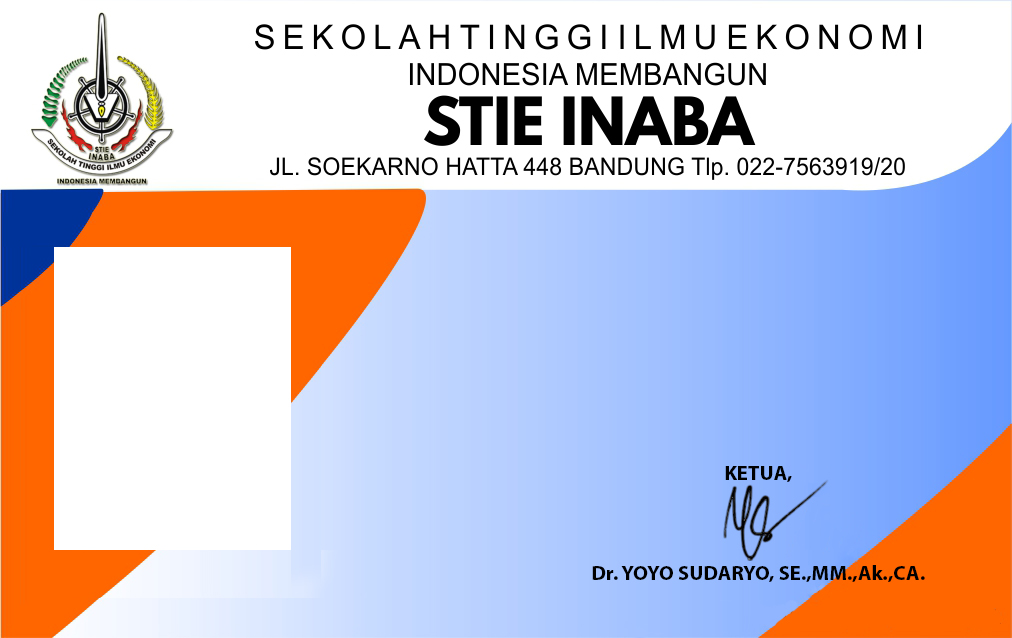 S E K O L A H T I N G G I I L M U E K O N O M I
INDONESIA MEMBANGUN
STIE INABA
JL. SOEKARNO HATTA 448 BANDUNG Tlp. 022-7563919/20
STIE
INABA
SEKOLAH TINGGI ILMU EKONOMI
INDONESIA MEMBANGUN
KETUA,
Dr. YOYO SUDARYO, SE.,MM.,Ak.,CA.